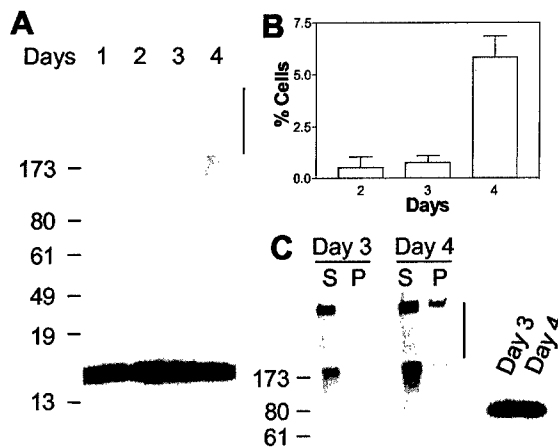 A
Days 1 2 3 4
173
80
61
49
19
13
B
% Cells
7.5
5.0
2.5
0.0
2 3 4
Days
C
Day 3 Day 4
S P S P
173
80
61
Day 3
Day 4